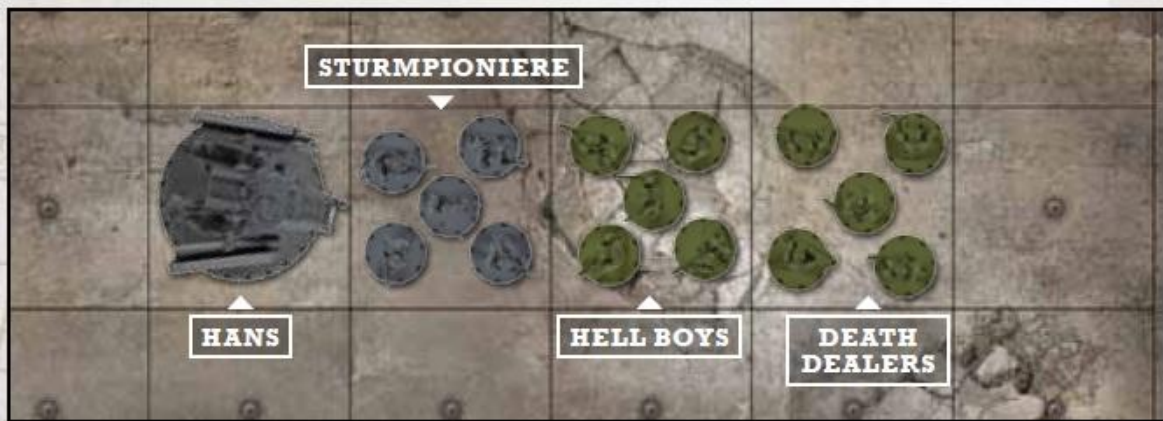 STURMPIONIERE
HANS
HELL BOYS
DEATH
DEALERS